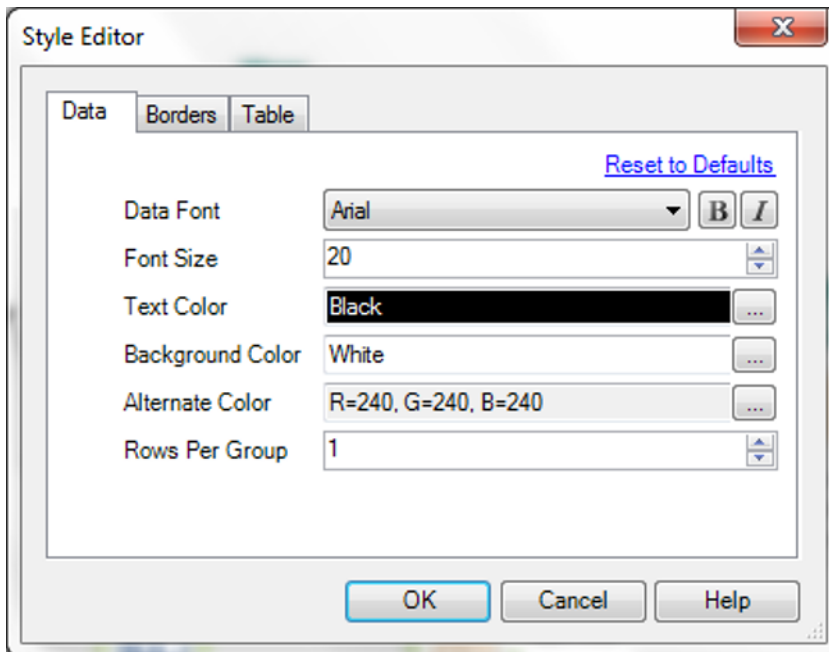 Style Editor
Data Borders Table
Reset to Defaults
Data Font Arial B I
Font Size 20
Text Color Black ...
Background Color White ...
Alternate Color R=240, G=240, B=240 ...
Rows Per Group 1
OK Cancel Help